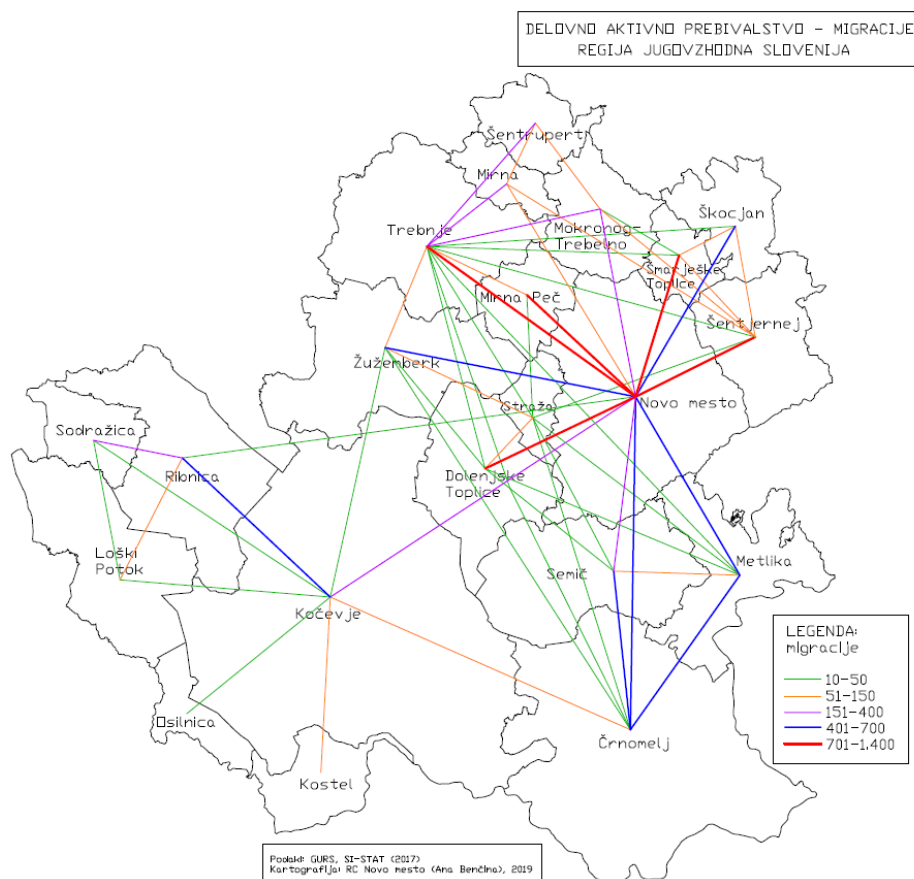 DELOVNO AKTIVNO PREBIVALSTVO - MIGRACIJE
REGIJA JUGOVZHODNA SLOVENIJA
Šentrupert
Mirna
Škocjan
Trebnje
Mokronog-
Trebelno
Šmarješke
Toplice
Mirna Peč
Šentjernej
Žužemberk
Straža
Novo mesto
Sodražica
Ribnica
Dolenjske
Toplice
Loški
Potok
Semič
Metlika
Kočevje
LEGENDA:
migracije
10-50
51-150
151-400
401-700
701-1.400
Osilnica
Črnomelj
Kostel
Podatki: GURS, SI-STAT (2017)
Kartografija: RC Novo mesto (Ana Benčina), 2019